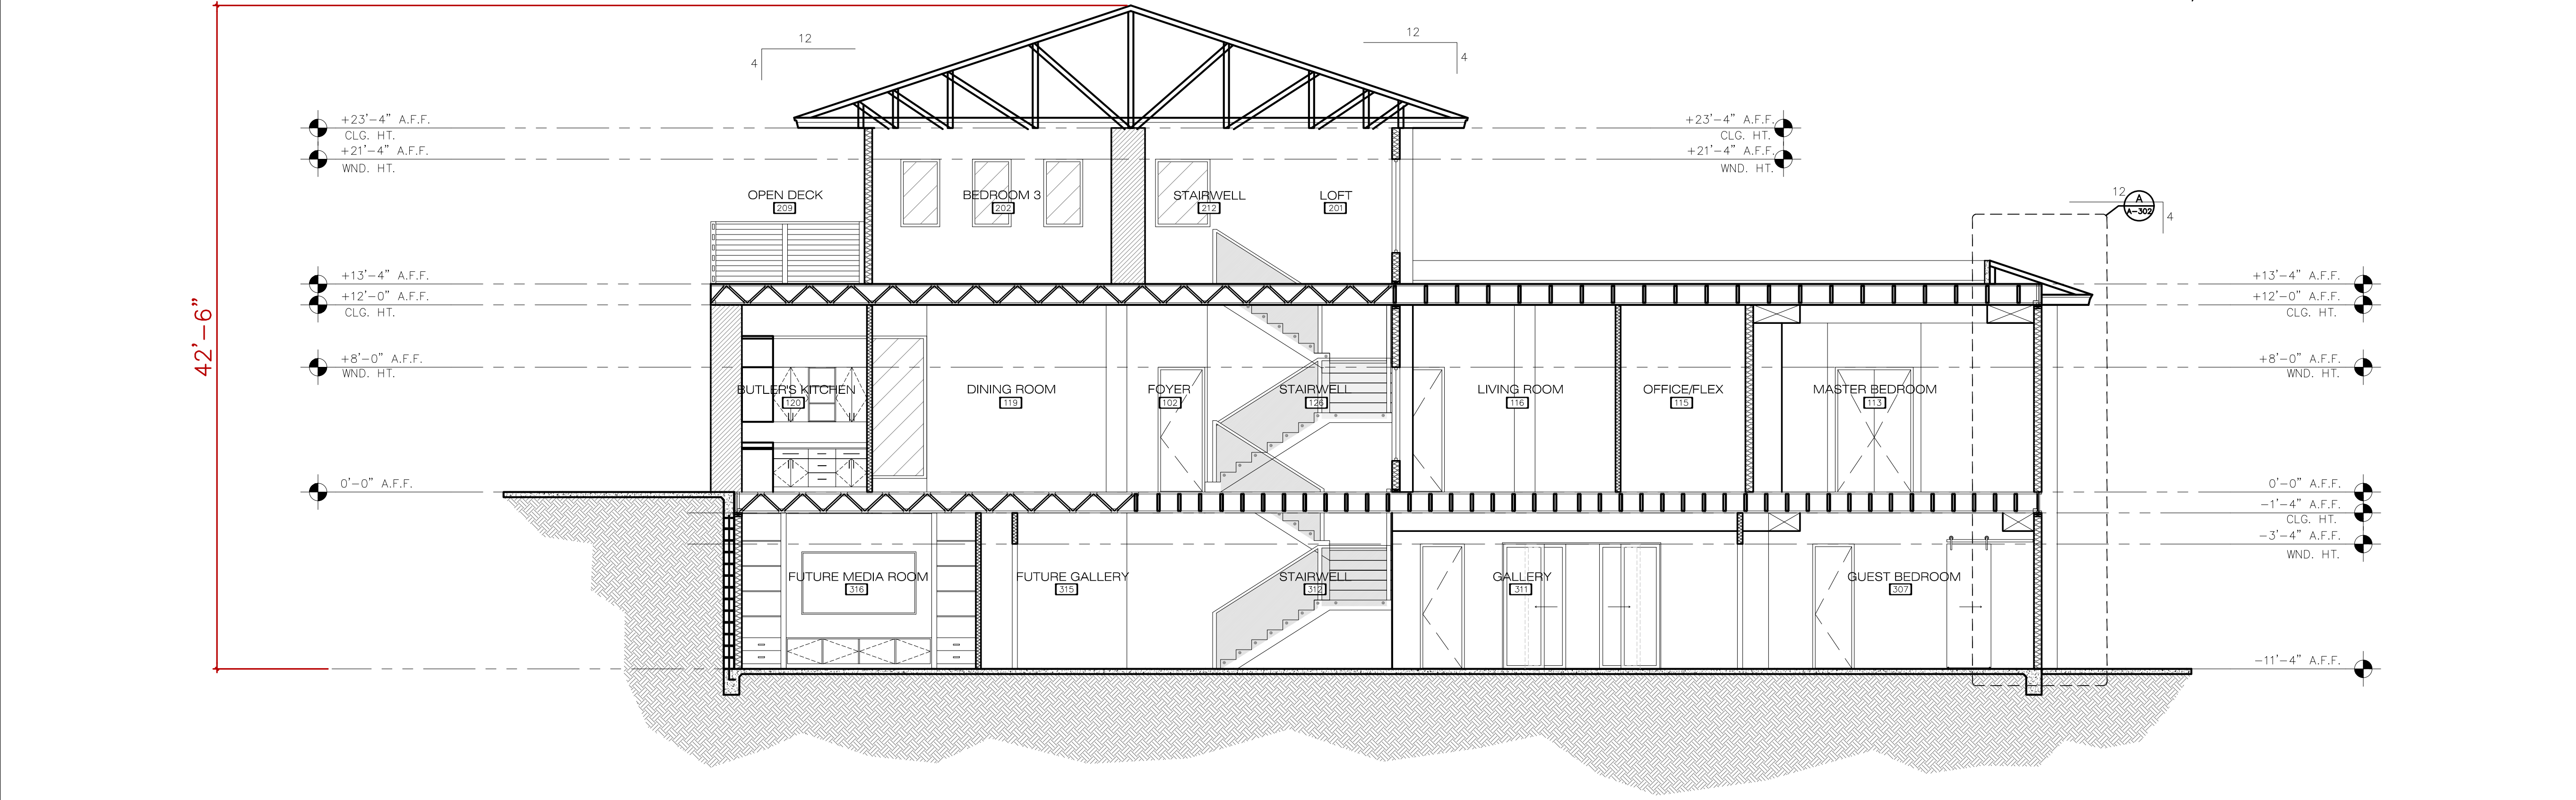 12
4
12
4
+23'-4" A.F.F.
CLG. HT.
+21'-4" A.F.F.
WND. HT.
+23'-4" A.F.F.
CLG. HT.
+21'-4" A.F.F.
WND. HT.
OPEN DECK
209
BEDROOM 3
202
STAIRWELL
212
LOFT
201
12
4
A
A-302
+13'-4" A.F.F.
+12'-0" A.F.F.
CLG. HT.
+13'-4" A.F.F.
+12'-0" A.F.F.
CLG. HT.
42'-6"
+8'-0" A.F.F.
WND. HT.
+8'-0" A.F.F.
WND. HT.
BUTLER'S KITCHEN
120
DINING ROOM
119
FOYER
102
STAIRWELL
126
LIVING ROOM
116
OFFICE/FLEX
115
MASTER BEDROOM
113
0'-0" A.F.F.
0'-0" A.F.F.
-1'-4" A.F.F.
CLG. HT.
-3'-4" A.F.F.
WND. HT.
FUTURE MEDIA ROOM
316
FUTURE GALLERY
315
STAIRWELL
312
GALLERY
311
GUEST BEDROOM
307
-11'-4" A.F.F.